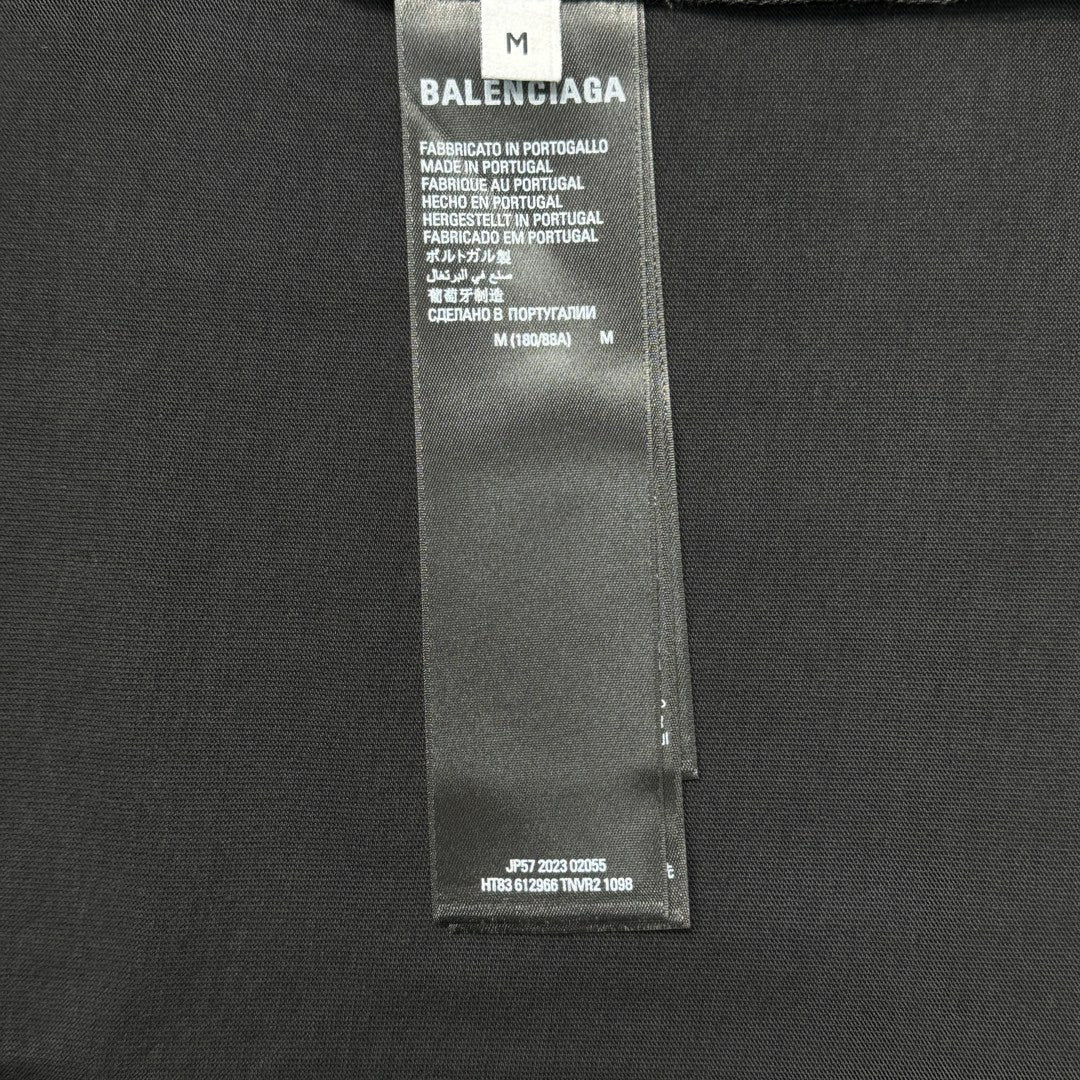 M
BALENCIAGA
FABBRICATO IN PORTOGALLO
MADE IN PORTUGAL
FABRIQUE AU PORTUGAL
HECHO EN PORTUGAL
HERGESTELLT IN PORTUGAL
FABRICADO EM PORTUGAL
ポルトガル製
صنع في البرتغال
葡萄牙制造
СДЕЛАНО В ПОРТУГАЛИИ
M (180/88A) M
JP57 2023 02055
HT83 612966 TNVR2 1098